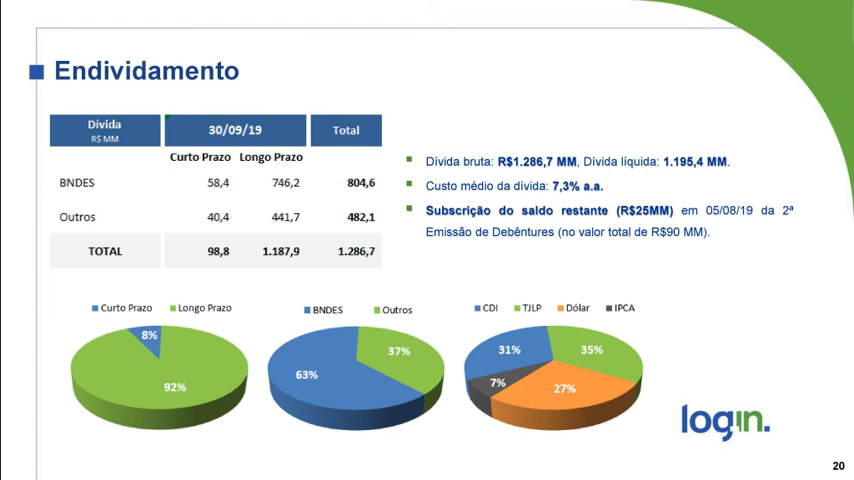 Endividamento
Dívida
R$ MM
30/09/19
Total
Curto Prazo Longo Prazo
BNDES 58,4 746,2 804,6
Outros 40,4 441,7 482,1
TOTAL 98,8 1.187,9 1.286,7
Dívida bruta: R$1.286,7 MM, Dívida líquida: 1.195,4 MM.
Custo médio da dívida: 7,3% a.a.
Subscrição do saldo restante (R$25MM) em 05/08/19 da 2ª
Emissão de Debêntures (no valor total de R$90 MM).
Curto Prazo Longo Prazo
8%
92%
BNDES Outros
37%
63%
CDI TJLP Dólar IPCA
31% 35%
7% 27%
login.
20